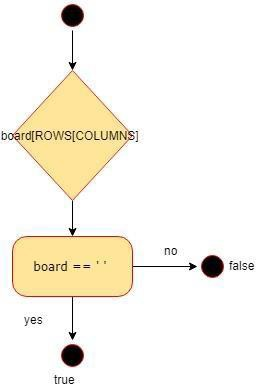 board[ROWS[COLUMNS]
board == ' '
no
false
yes
true